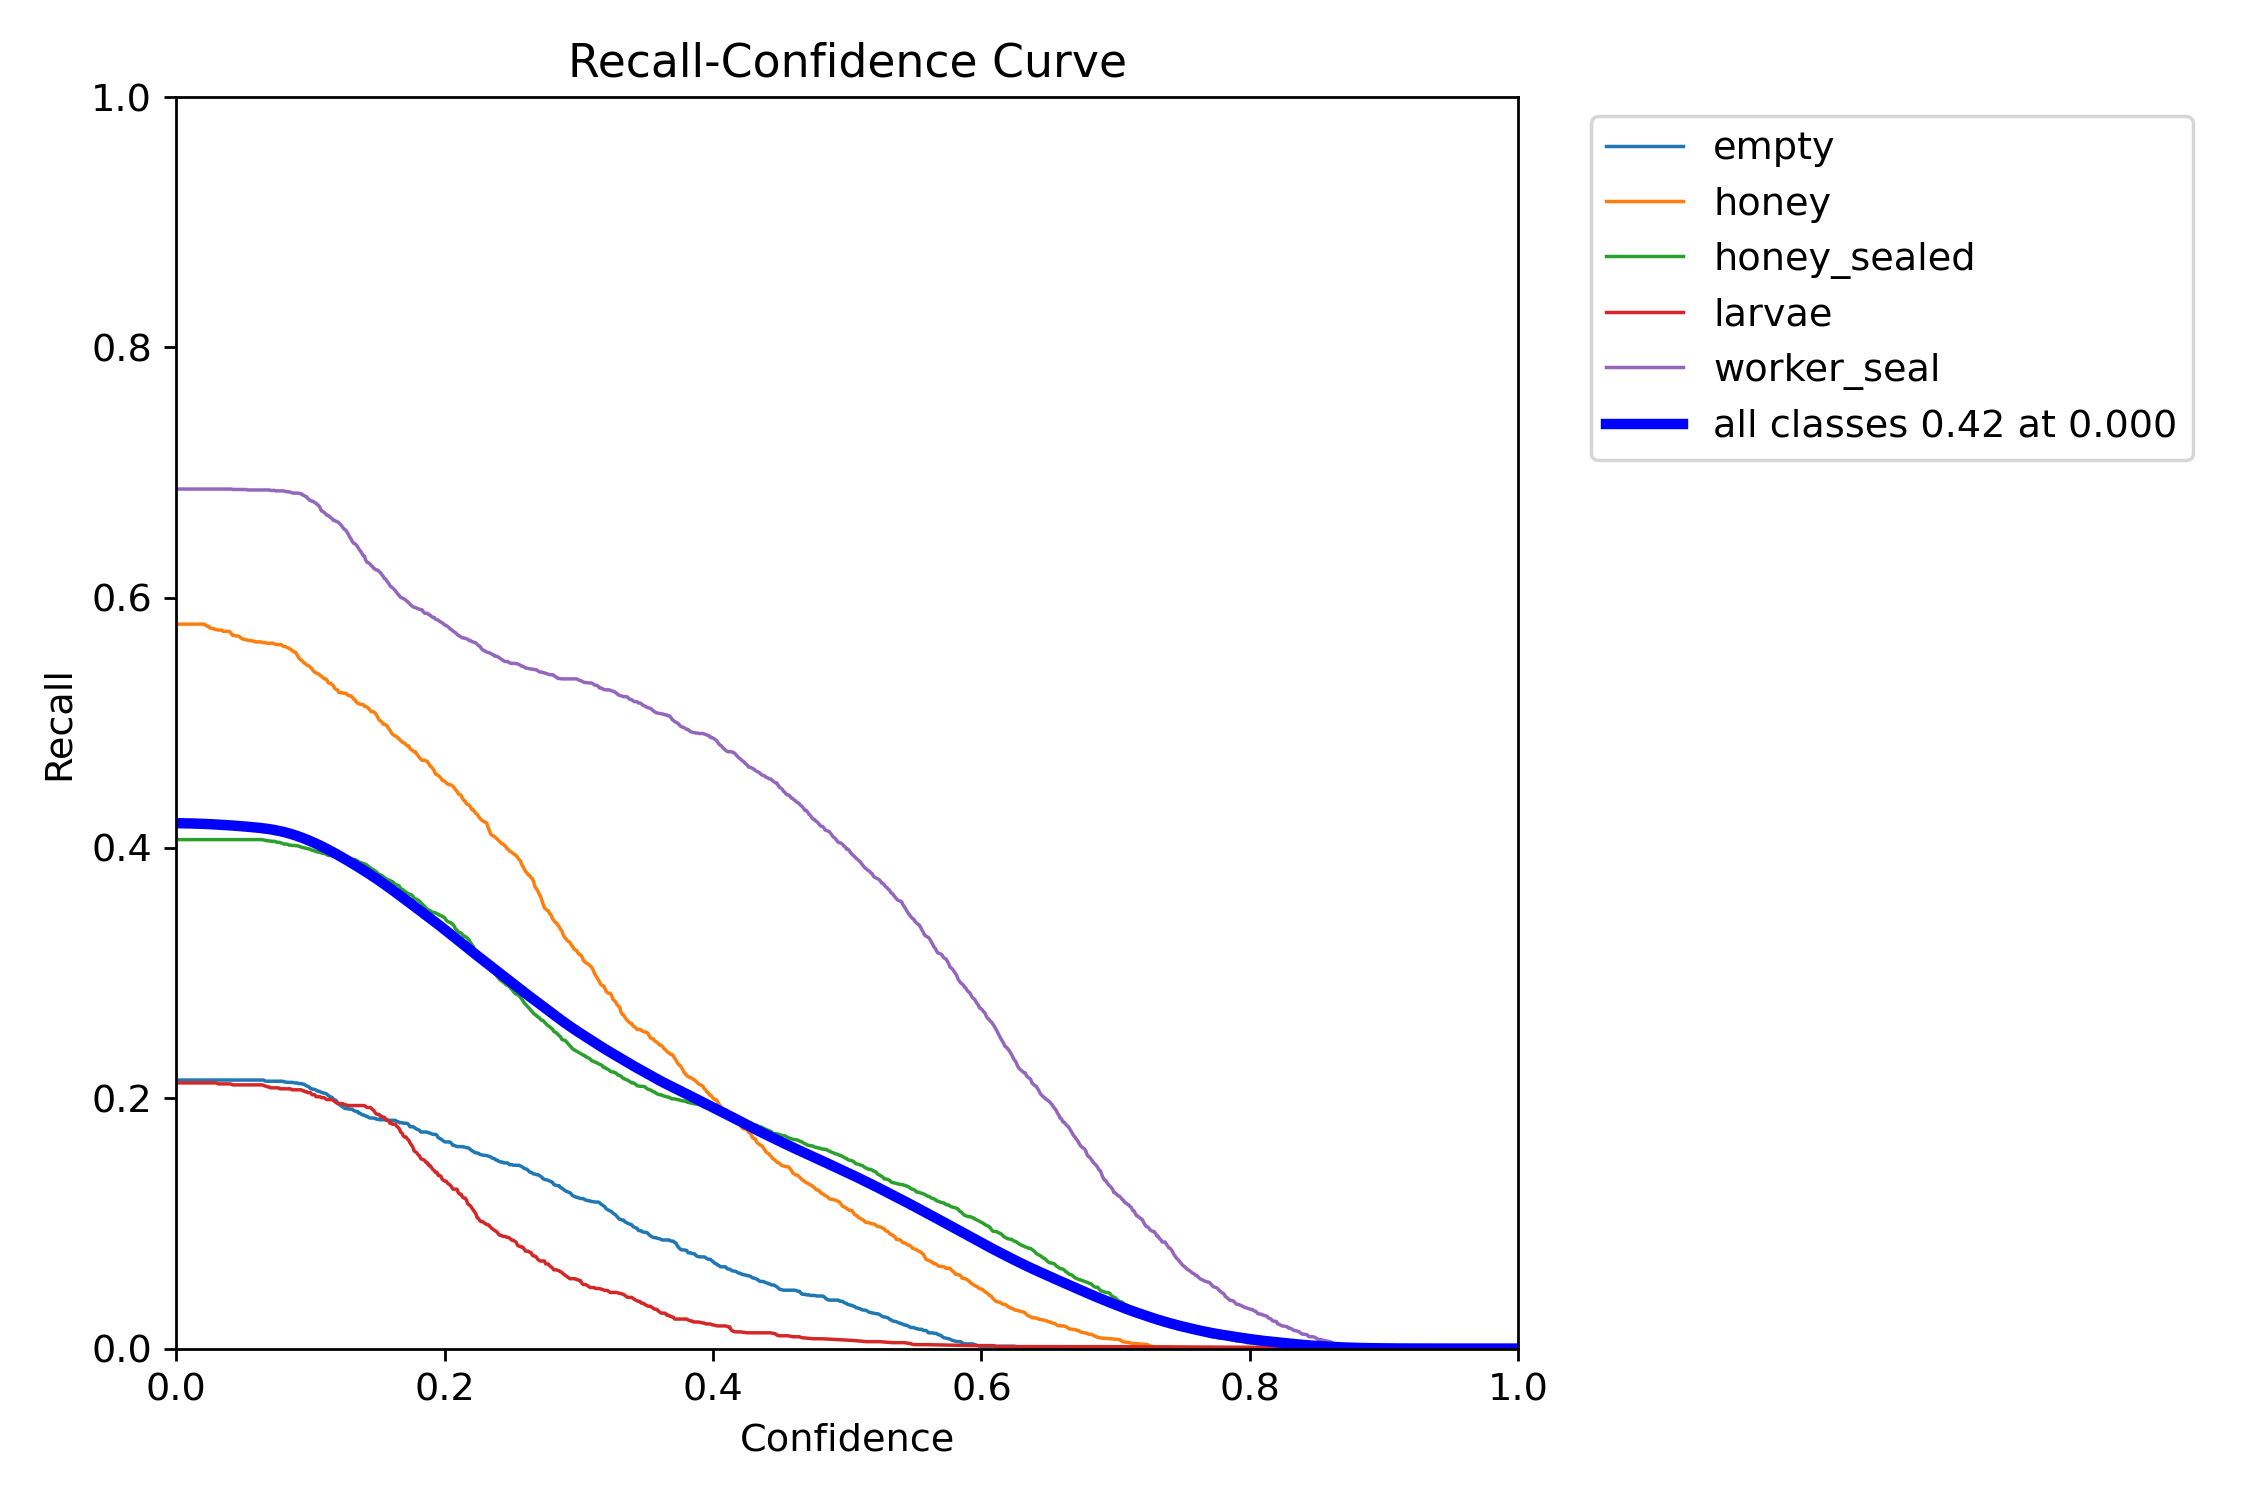 Recall-Confidence Curve
1.0
0.8
0.6
0.4
0.2
0.0
Recall
0.0 0.2 0.4 0.6 0.8 1.0
Confidence
empty
honey
honey_sealed
larvae
worker_seal
all classes 0.42 at 0.000